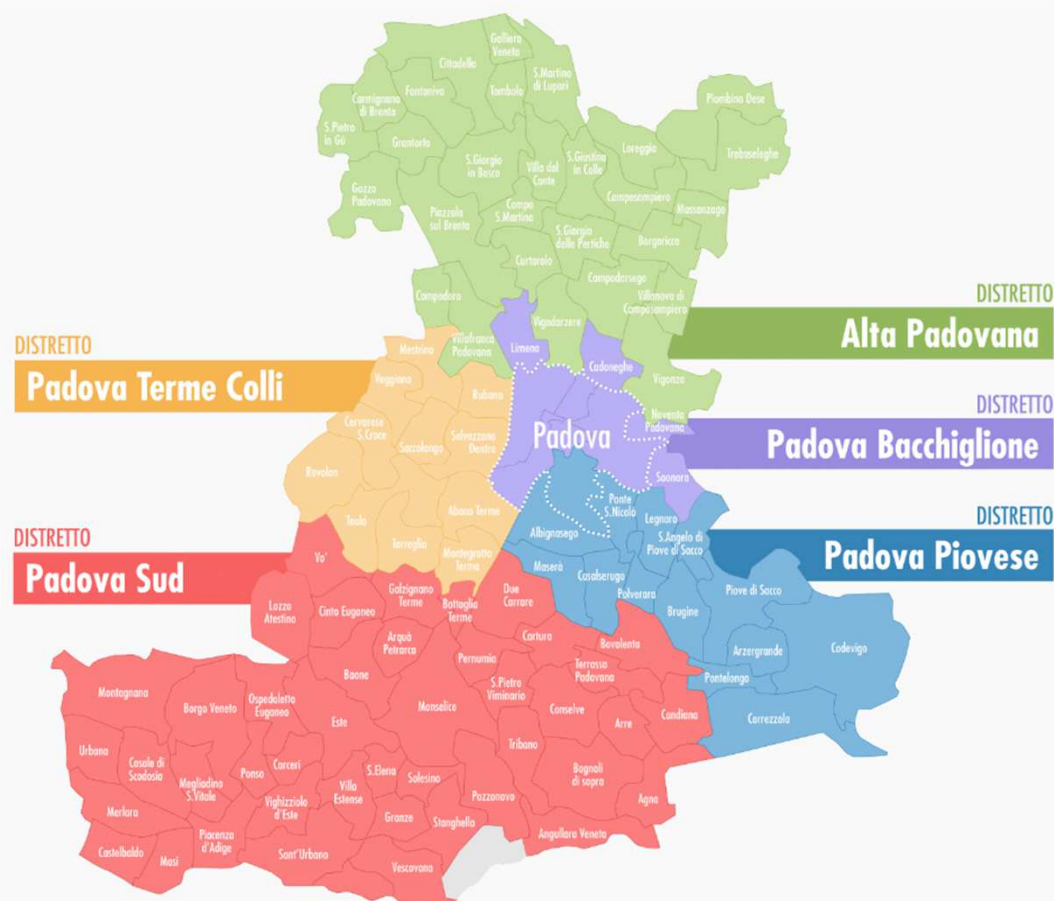 Galliera
Veneta
Cittadella
S.Martino
di Lupari
Fontaniva
Tombolo
Carmignano
di Brenta
Piombino Dese
S.Pietro
in Gù
Grantorto
Loreggia
Trebaseleghe
S.Giorgio
in Bosco
Villa del
Conte
S.Giustina
in Colle
Gazzo
Padovano
Camposampiero
Massanzago
Piazzola
sul Brenta
Campo
S.Martino
S.Giorgio
delle Pertiche
Borgoricco
Curtarolo
Campodarsego
Campodoro
Villanova di
Camposampiero
DISTRETTO
Alta Padovana
Vigodarzere
Villafranca
Padovana
Limena
Cadoneghe
DISTRETTO
Padova Terme Colli
Mestrino
Veggiano
Rubano
Vigonza
DISTRETTO
Padova Bacchiglione
Noventa
Padovana
Cervarese
S.Croce
Saccolongo
Selvazzano
Dentro
Padova
Rovolon
Saonara
Teolo
Abano Terme
Torreglia
Montegrotto
Terme
Ponte
S.Nicolò
Legnaro
Albignasego
S.Angelo di
Piove di Sacco
DISTRETTO
Padova Piovese
DISTRETTO
Padova Sud
Vo'
Maserà
Casalserugo
Polverara
Piove di Sacco
Brugine
Galzignano
Terme
Battaglia
Terme
Due
Carrare
Lozzo
Atestino
Cinto Euganeo
Arquà
Petrarca
Cartura
Bovolenta
Arzergrande
Codevigo
Baone
Pernumia
Terrassa
Padovana
Pontelongo
S.Pietro
Viminario
Montagnana
Borgo Veneto
Ospedaletto
Euganeo
Este
Monselice
Conselve
Arre
Candiana
Correzzola
Urbana
Casale di
Scodosia
Tribano
Megliadino
S.Vitale
Ponso
Carceri
S.Elena
Solesino
Bagnoli
di sopra
Villa
Estense
Pozzonovo
Agna
Merlara
Vighizzolo
d'Este
Granze
Stanghella
Anguillara Veneta
Piacenza
d'Adige
Castelbaldo
Masi
Sant'Urbano
Vescovana